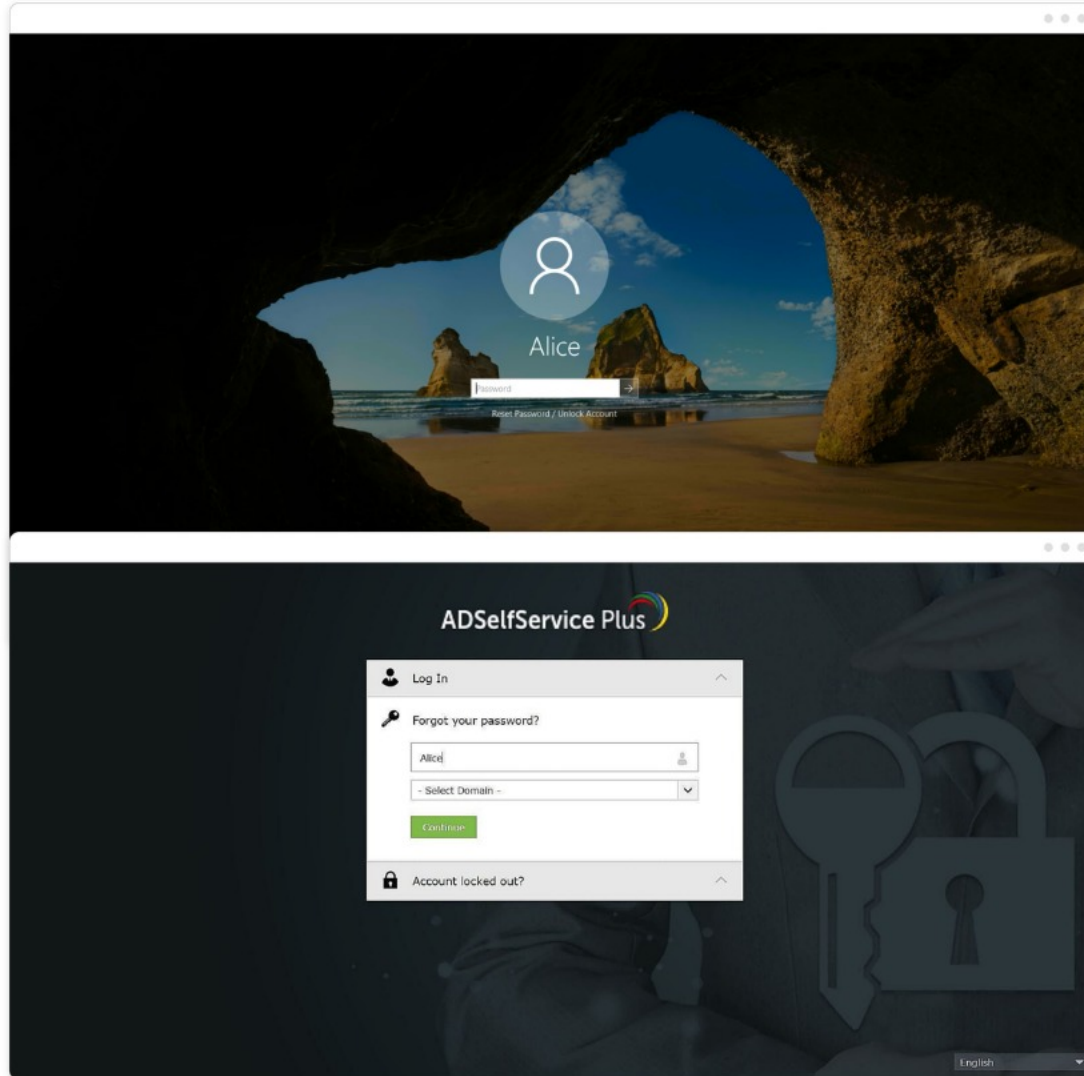 Alice
Password
Reset Password / Unlock Account
ADSelfService Plus
Log In
Forgot your password?
Alice
- Select Domain -
Continue
Account locked out?
English